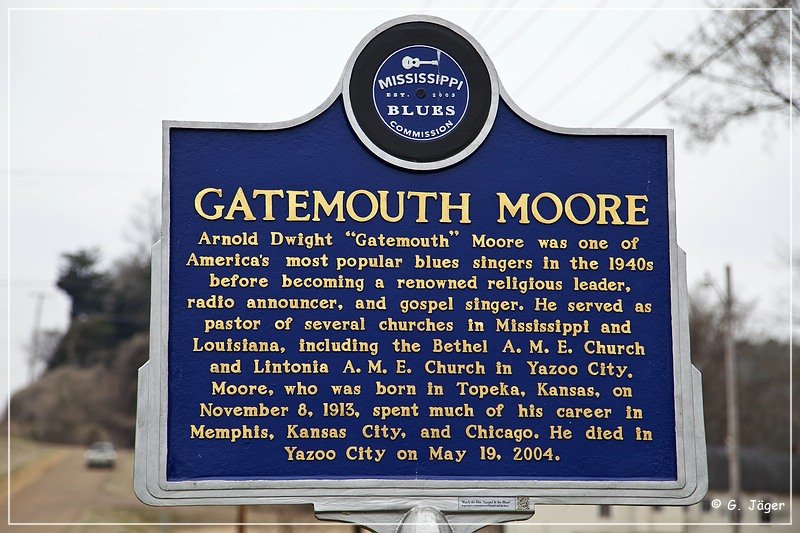 MISSISSIPPI
EST. 2003
BLUES
COMMISSION
GATEMOUTH MOORE
Arnold Dwight “Gatemouth” Moore was one of
America's most popular blues singers in the 1940s
before becoming a renowned religious leader,
radio announcer, and gospel singer. He served as
pastor of several churches in Mississippi and
Louisiana, including the Bethel A. M. E. Church
and Lintonia A. M. E. Church in Yazoo City.
Moore, who was born in Topeka, Kansas, on
November 8, 1913, spent much of his career in
Memphis, Kansas City, and Chicago. He died in
Yazoo City on May 19, 2004.
© G. Jäger